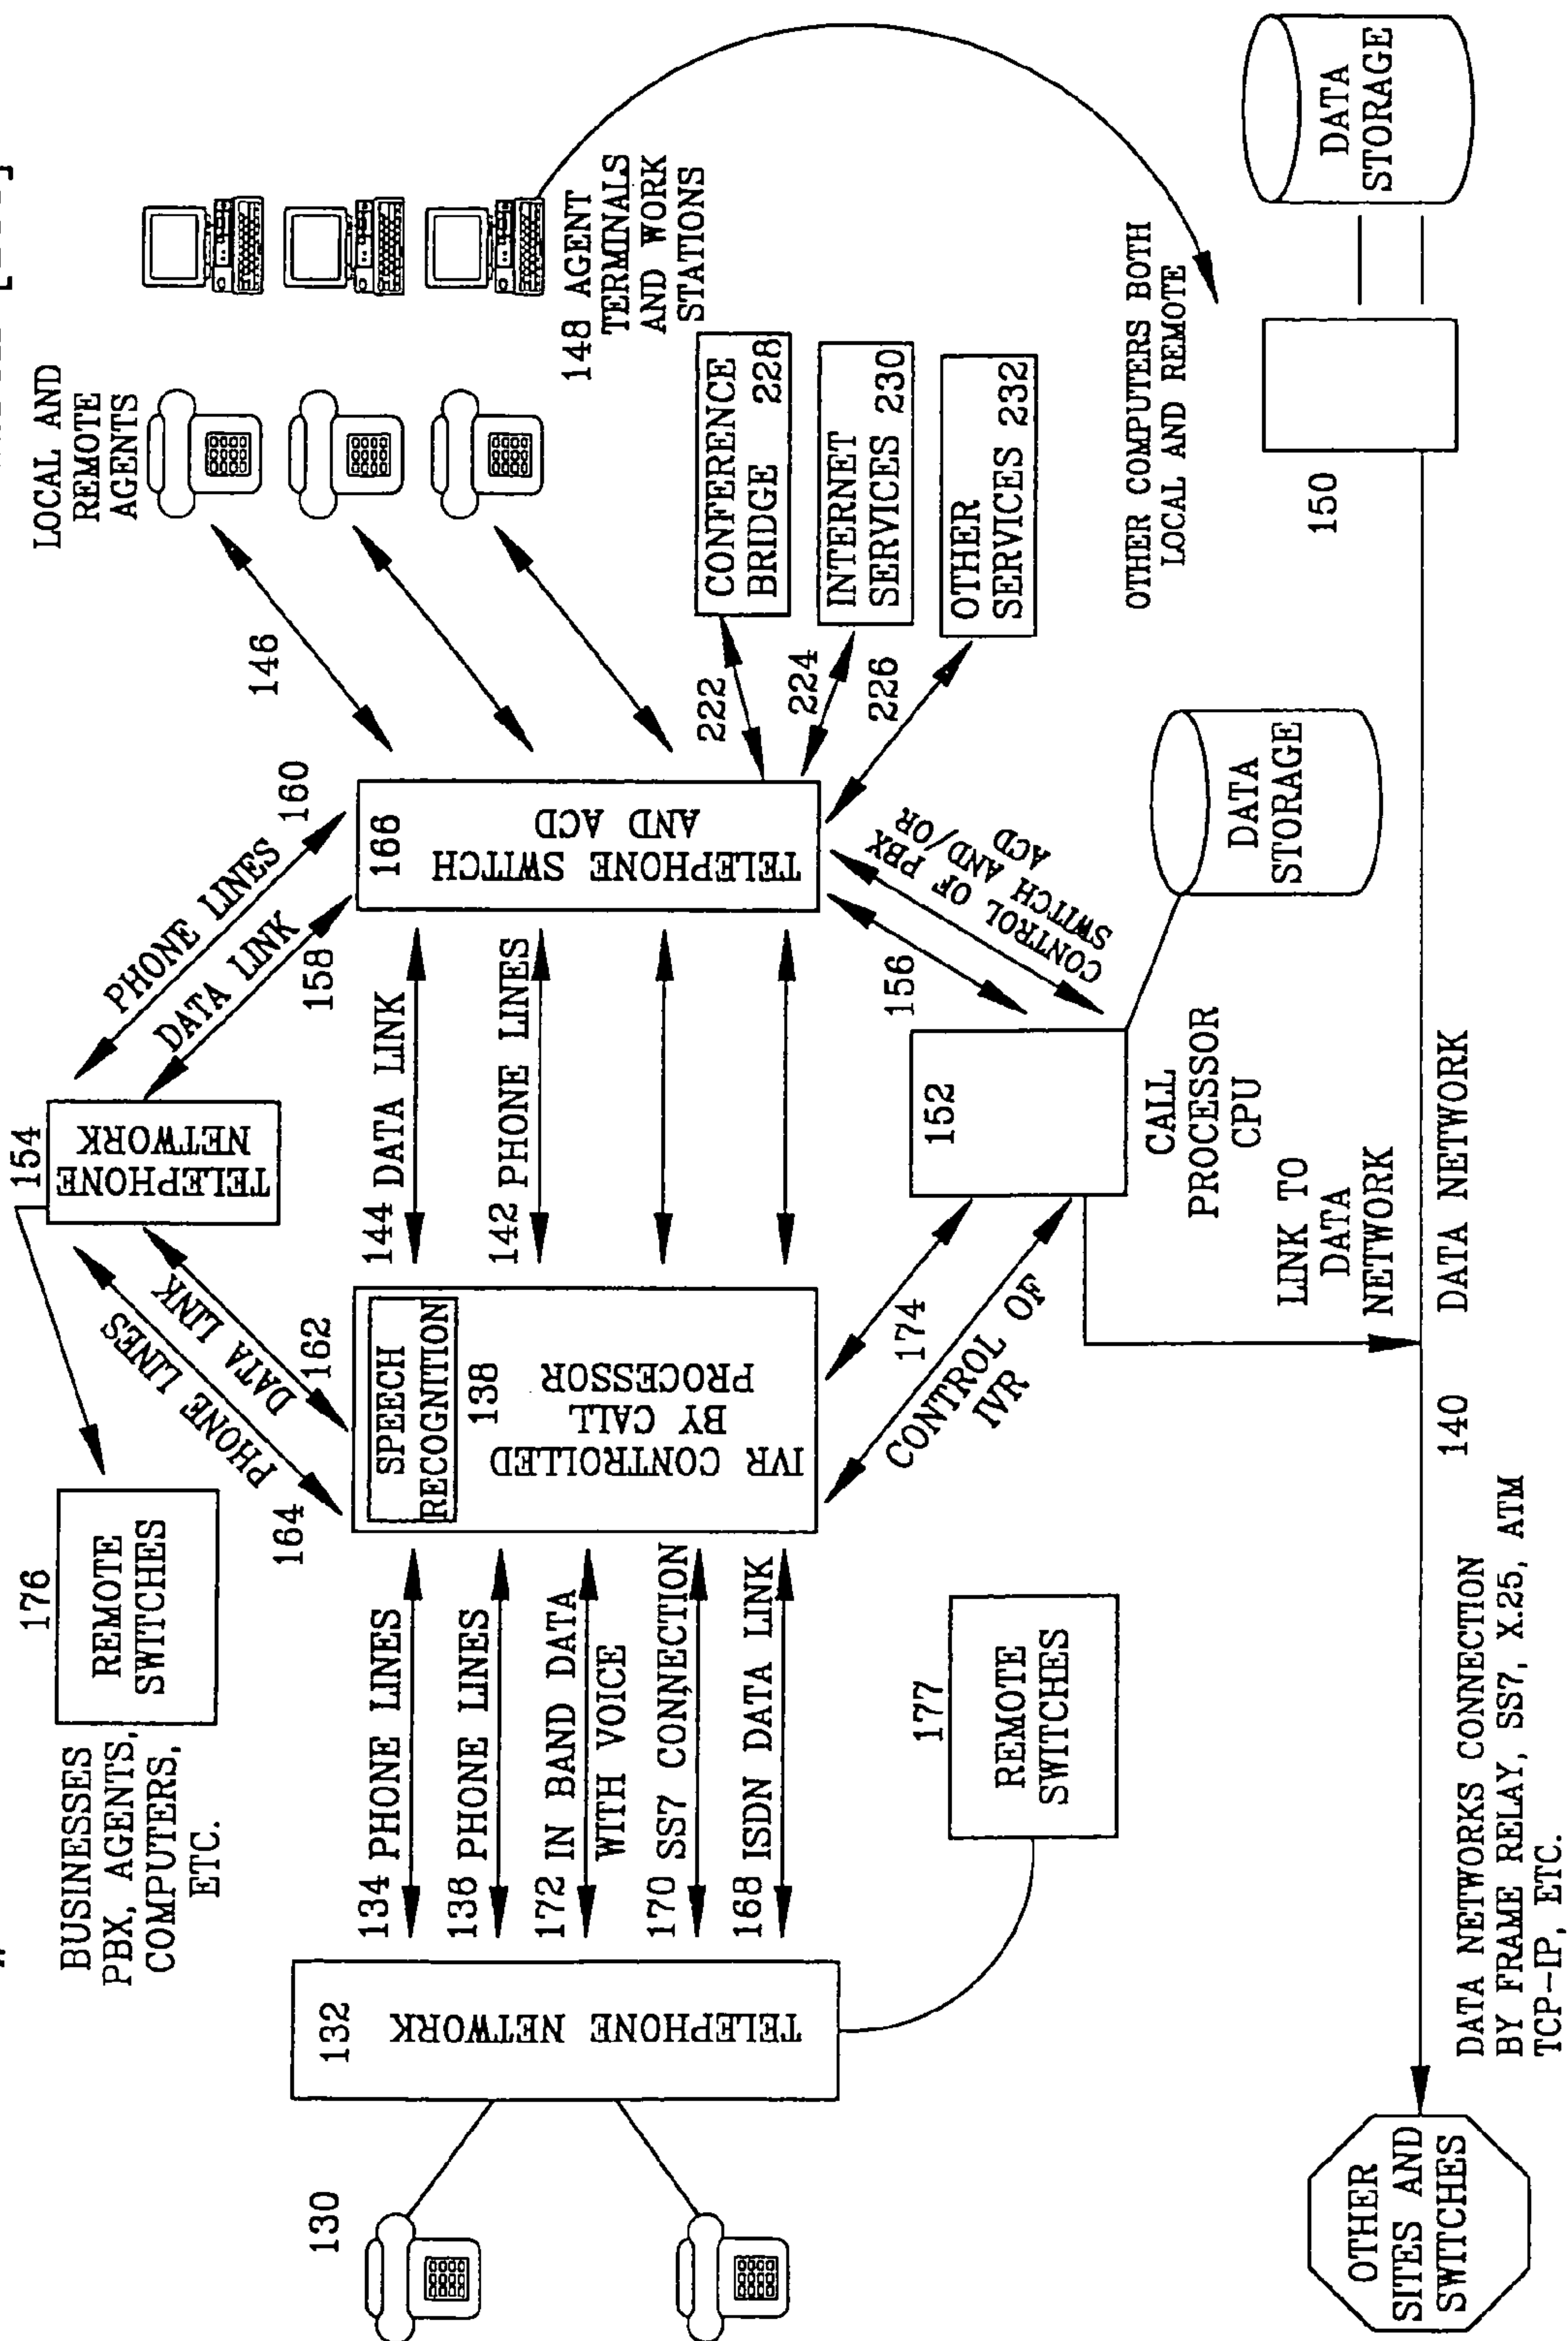 BUSINESSES
PBX, AGENTS,
COMPUTERS,
ETC.
176
REMOTE
SWITCHES
154
TELEPHONE
NETWORK
PHONE LINES
DATA LINK
164
162
PHONE LINES
DATA LINK
160
158
LOCAL AND
REMOTE
AGENTS
146
148 AGENT
TERMINALS
AND WORK
STATIONS
130
132
TELEPHONE NETWORK
134 PHONE LINES
136 PHONE LINES
172 IN BAND DATA
WITH VOICE
170 SS7 CONNECTION
168 ISDN DATA LINK
SPEECH
RECOGNITION
138
IVR CONTROLLED
BY CALL
PROCESSOR
144 DATA LINK
142 PHONE LINES
166
TELEPHONE SWITCH
AND ACD
222
CONFERENCE
BRIDGE 228
224
INTERNET
SERVICES 230
226
OTHER
SERVICES 232
177
REMOTE
SWITCHES
174
CONTROL OF
IVR
156
CONTROL OF PBX
SWITCH AND/OR
ACD
152
CALL
PROCESSOR
CPU
DATA
STORAGE
LINK TO
DATA
NETWORK
OTHER COMPUTERS BOTH
LOCAL AND REMOTE
150
DATA
STORAGE
140 DATA NETWORK
DATA NETWORKS CONNECTION
BY FRAME RELAY, SS7, X.25, ATM
TCP-IP, ETC.
OTHER
SITES AND
SWITCHES